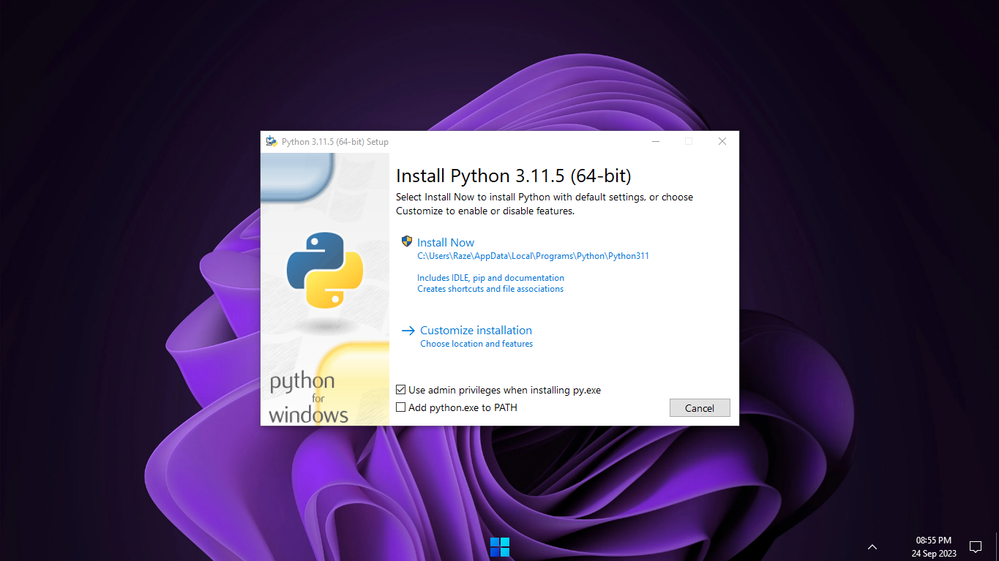 Python 3.11.5 (64-bit) Setup
Install Python 3.11.5 (64-bit)
Select Install Now to install Python with default settings, or choose
Customize to enable or disable features.
Install Now
C:\Users\Raze\AppData\Local\Programs\Python\Python311
Includes IDLE, pip and documentation
Creates shortcuts and file associations
Customize installation
Choose location and features
python
for
windows
Use admin privileges when installing py.exe
Add python.exe to PATH
Cancel
08:55 PM
24 Sep 2023